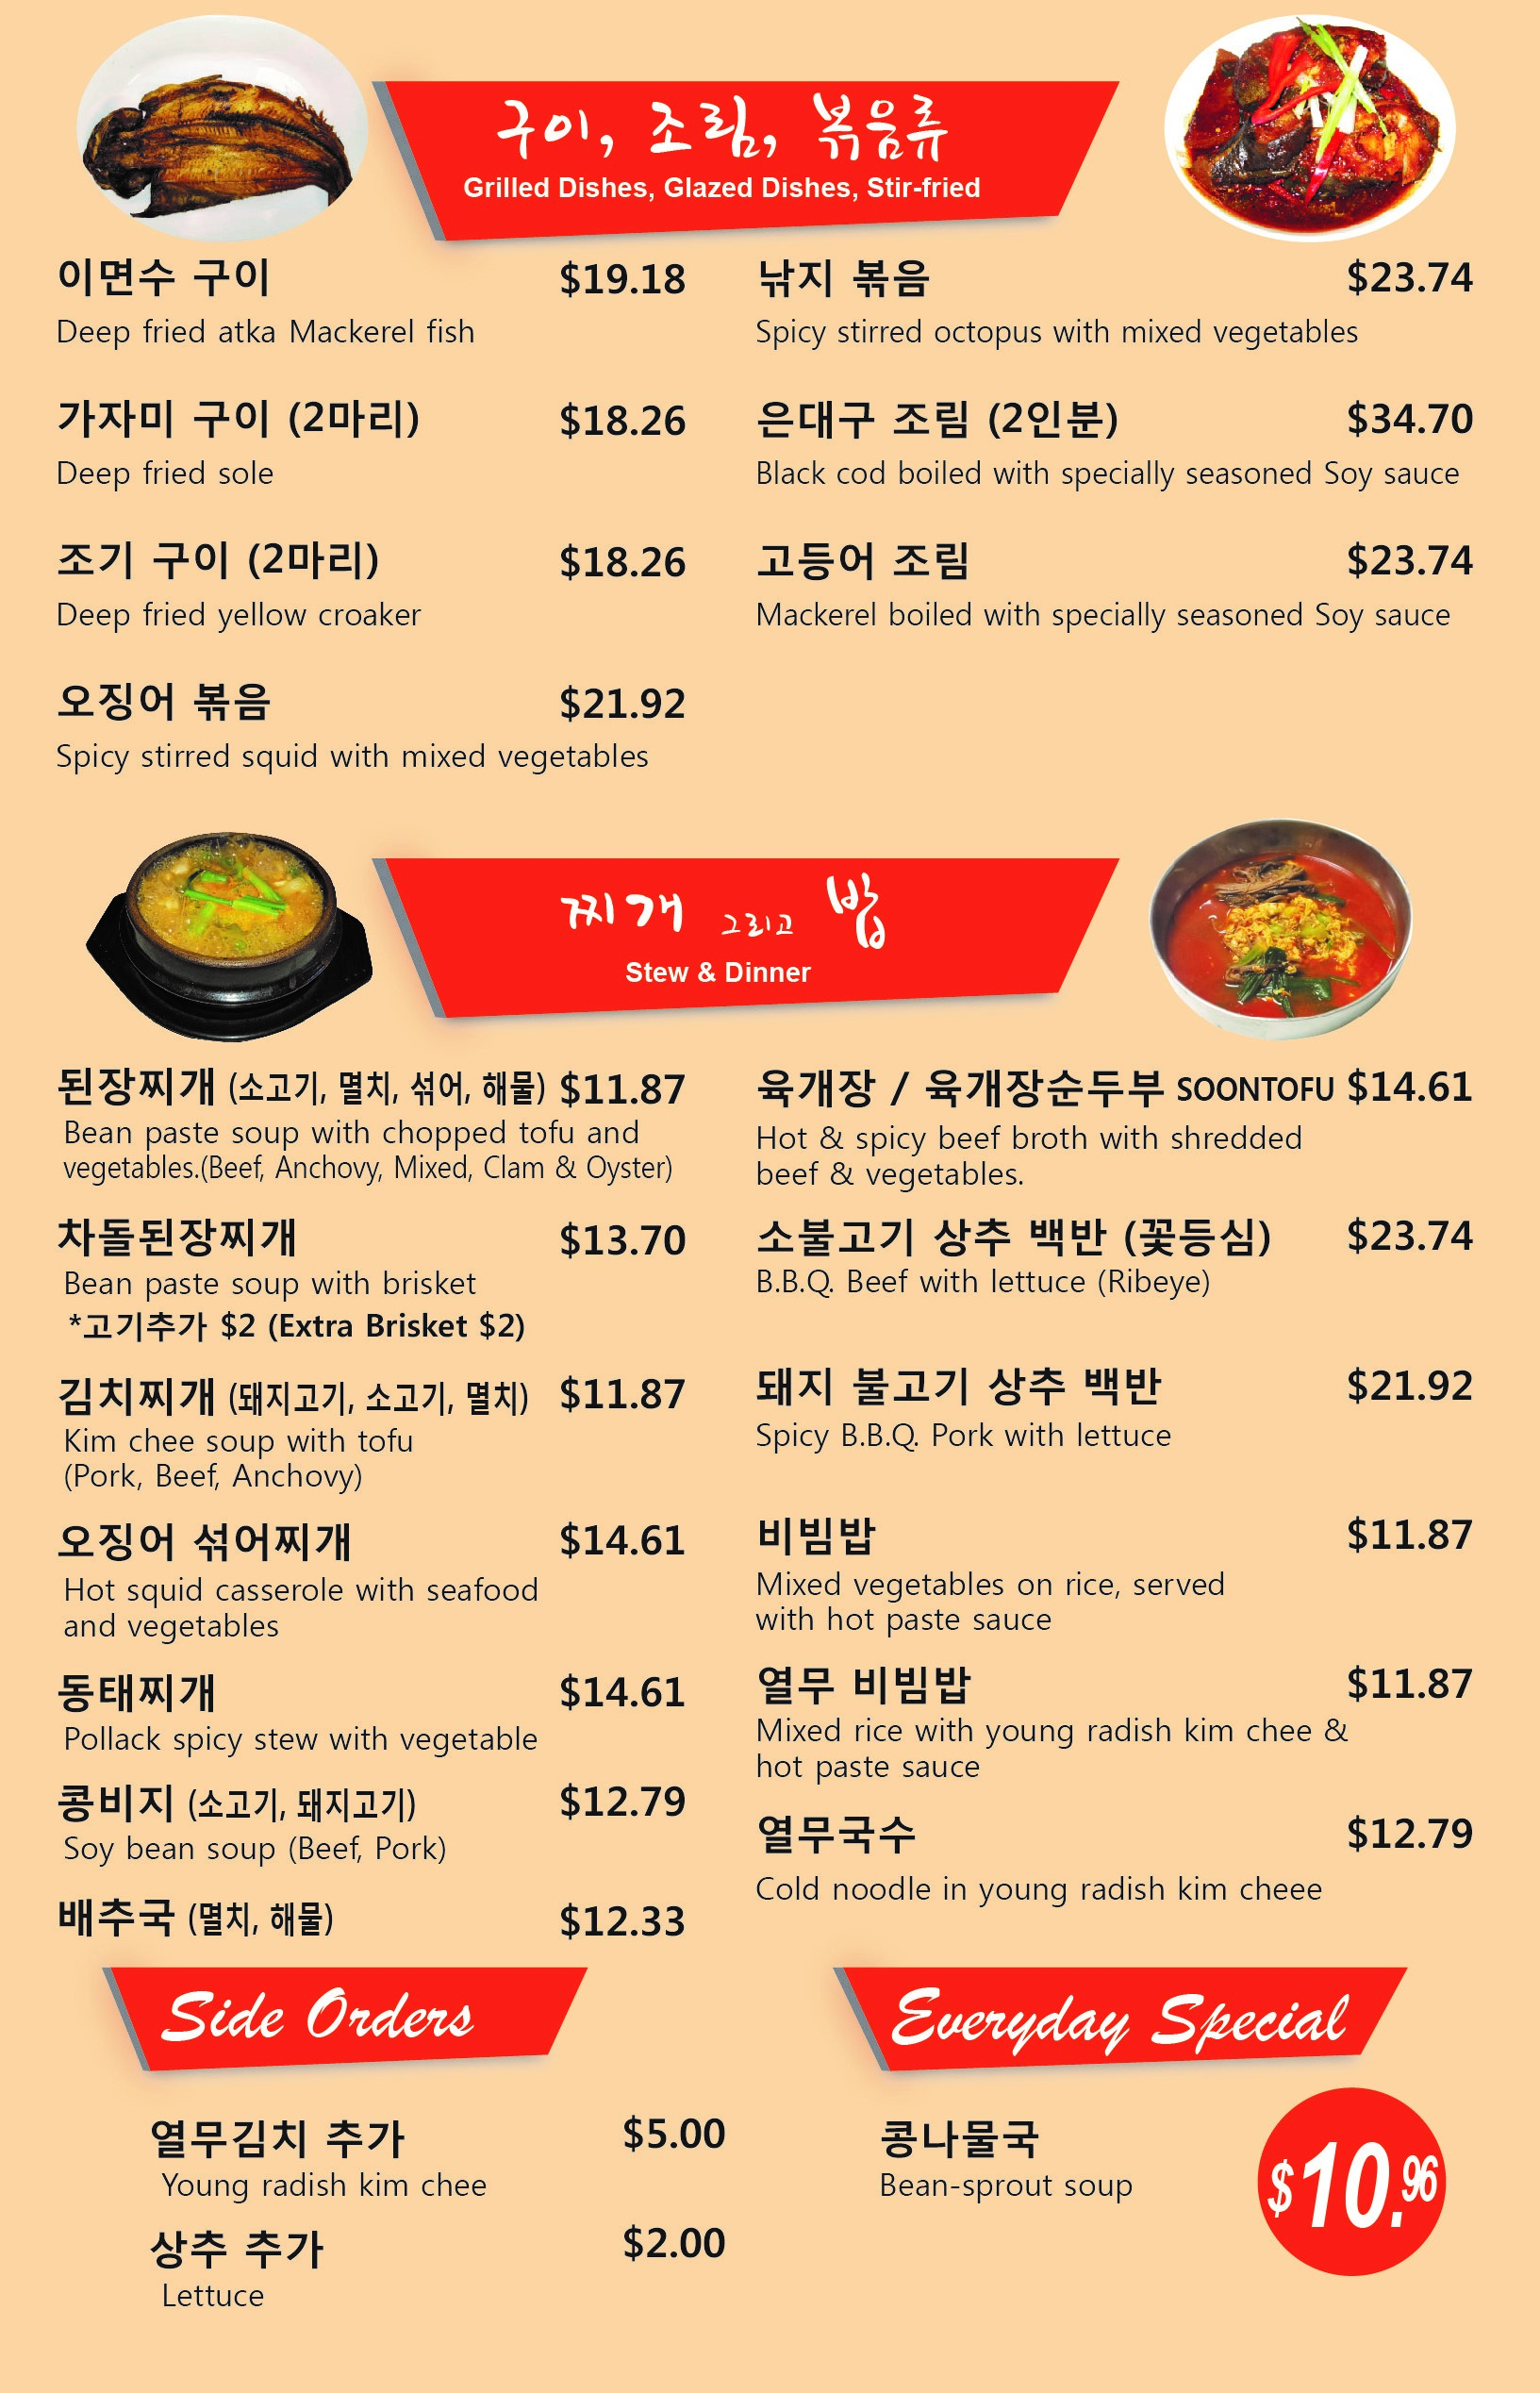 구이, 조림, 볶음류
Grilled Dishes, Glazed Dishes, Stir-fried
이면수 구이 $19.18
Deep fried atka Mackerel fish
가자미 구이 (2마리) $18.26
Deep fried sole
조기 구이 (2마리) $18.26
Deep fried yellow croaker
오징어 볶음 $21.92
Spicy stirred squid with mixed vegetables
낚지 볶음 $23.74
Spicy stirred octopus with mixed vegetables
은대구 조림 (2인분) $34.70
Black cod boiled with specially seasoned Soy sauce
고등어 조림 $23.74
Mackerel boiled with specially seasoned Soy sauce
찌개 그리고 밥
Stew & Dinner
된장찌개 (소고기, 멸치, 섞어, 해물) $11.87
Bean paste soup with chopped tofu and
vegetables.(Beef, Anchovy, Mixed, Clam & Oyster)
차돌된장찌개 $13.70
Bean paste soup with brisket
*고기추가 $2 (Extra Brisket $2)
김치찌개 (돼지고기, 소고기, 멸치) $11.87
Kim chee soup with tofu
(Pork, Beef, Anchovy)
오징어 섞어찌개 $14.61
Hot squid casserole with seafood
and vegetables
동태찌개 $14.61
Pollack spicy stew with vegetable
콩비지 (소고기, 돼지고기) $12.79
Soy bean soup (Beef, Pork)
배추국 (멸치, 해물) $12.33
육개장 / 육개장순두부 SOONTOFU $14.61
Hot & spicy beef broth with shredded
beef & vegetables.
소불고기 상추 백반 (꽃등심) $23.74
B.B.Q. Beef with lettuce (Ribeye)
돼지 불고기 상추 백반 $21.92
Spicy B.B.Q. Pork with lettuce
비빔밥 $11.87
Mixed vegetables on rice, served
with hot paste sauce
열무 비빔밥 $11.87
Mixed rice with young radish kim chee &
hot paste sauce
열무국수 $12.79
Cold noodle in young radish kim cheee
Side Orders
열무김치 추가 $5.00
Young radish kim chee
상추 추가 $2.00
Lettuce
Everyday Special
콩나물국
Bean-sprout soup
$10.96